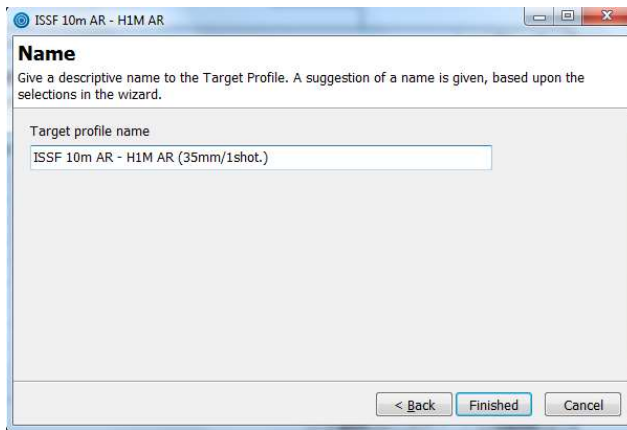 ISSF 10m AR - H1M AR
Name
Give a descriptive name to the Target Profile. A suggestion of a name is given, based upon the
selections in the wizard.
Target profile name
ISSF 10m AR - H1M AR (35mm/1shot.)
< Back Finished Cancel